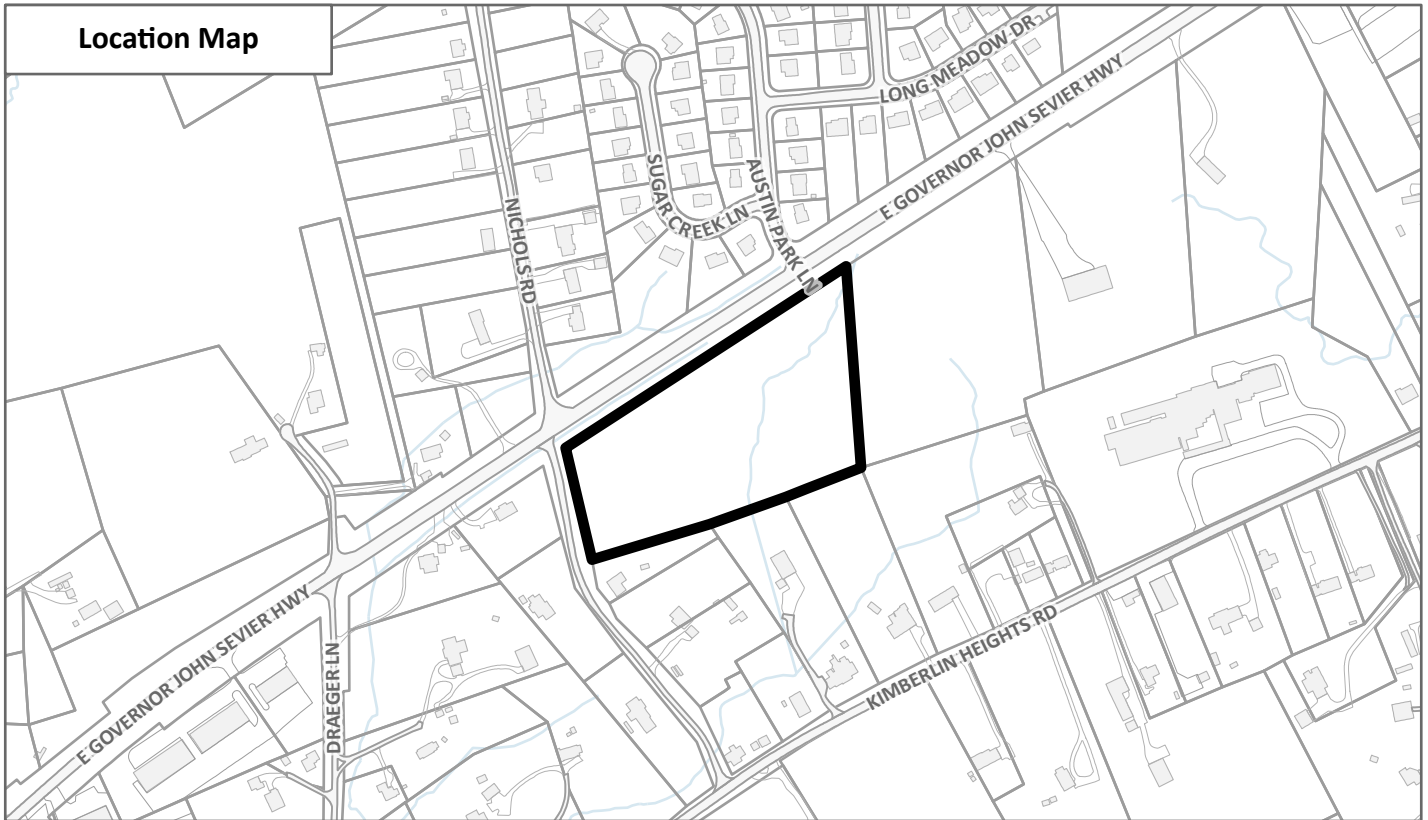 Location Map
LONG MEADOW DR
E GOVERNOR JOHN SEVIER HWY
SUGAR CREEK LN
AUSTIN PARK LN
NICHOLS RD
E GOVERNOR JOHN SEVIER HWY
DRAEGER LN
KIMBERLIN HEIGHTS RD